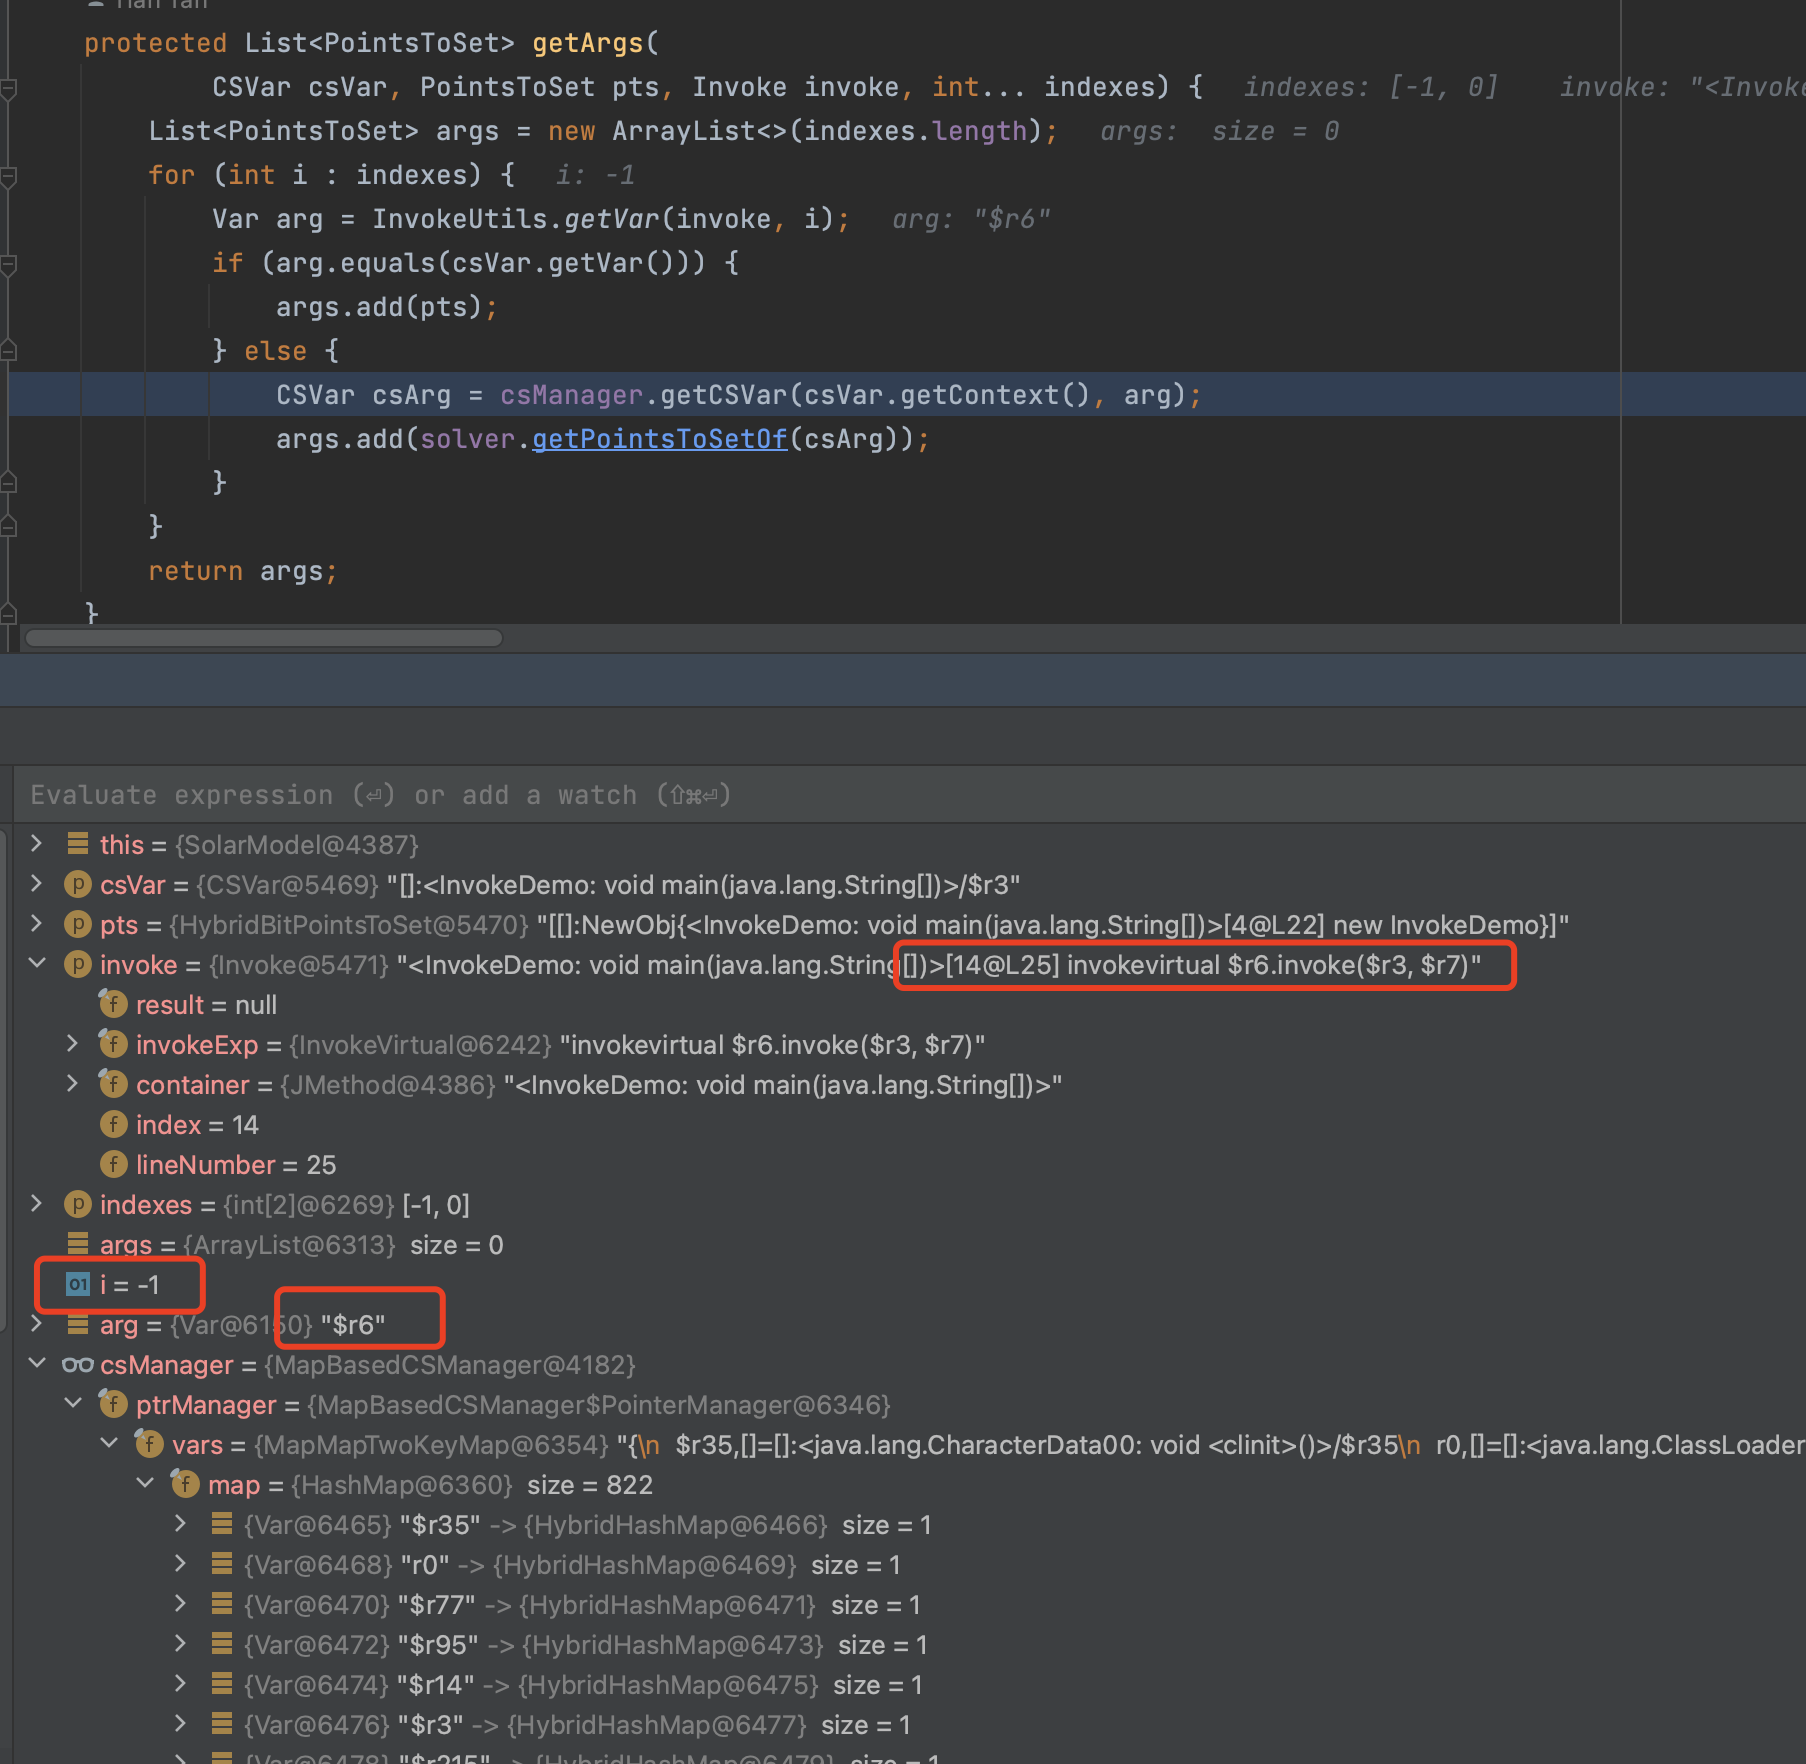 protected List<PointsToSet> getArgs(
CSVar csVar, PointsToSet pts, Invoke invoke, int... indexes) { indexes: [-1, 0] invoke: "<Invoke
List<PointsToSet> args = new ArrayList<>(indexes.length); args: size = 0
for (int i : indexes) { i: -1
Var arg = InvokeUtils.getVar(invoke, i); arg: "$r6"
if (arg.equals(csVar.getVar())) {
args.add(pts);
} else {
CSVar csArg = csManager.getCSVar(csVar.getContext(), arg);
args.add(solver.getPointsToSetOf(csArg));
}
}
return args;
}
Evaluate expression (⏎) or add a watch (⇧⌘⏎)
this = {SolarModel@4387}
p csVar = {CSVar@5469} "[]:<InvokeDemo: void main(java.lang.String[])>/$r3"
p pts = {HybridBitPointsToSet@5470} "[[]:NewObj{<InvokeDemo: void main(java.lang.String[])>[4@L22] new InvokeDemo}]"
p invoke = {Invoke@5471} "<InvokeDemo: void main(java.lang.String[])>[14@L25] invokevirtual $r6.invoke($r3, $r7)"
f result = null
f invokeExp = {InvokeVirtual@6242} "invokevirtual $r6.invoke($r3, $r7)"
f container = {JMethod@4386} "<InvokeDemo: void main(java.lang.String[])>"
f index = 14
f lineNumber = 25
p indexes = {int[2]@6269} [-1, 0]
args = {ArrayList@6313} size = 0
01 i = -1
arg = {Var@6150} "$r6"
csManager = {MapBasedCSManager@4182}
f ptrManager = {MapBasedCSManager$PointerManager@6346}
f vars = {MapMapTwoKeyMap@6354} "{\n $r35,[]=[]:<java.lang.CharacterData00: void <clinit>()>/$r35\n r0,[]=[]:<java.lang.ClassLoader
f map = {HashMap@6360} size = 822
{Var@6465} "$r35" -> {HybridHashMap@6466} size = 1
{Var@6468} "r0" -> {HybridHashMap@6469} size = 1
{Var@6470} "$r77" -> {HybridHashMap@6471} size = 1
{Var@6472} "$r95" -> {HybridHashMap@6473} size = 1
{Var@6474} "$r14" -> {HybridHashMap@6475} size = 1
{Var@6476} "$r3" -> {HybridHashMap@6477} size = 1
{Var@6478} "$r215" -> {HybridHashMap@6479} size = 1